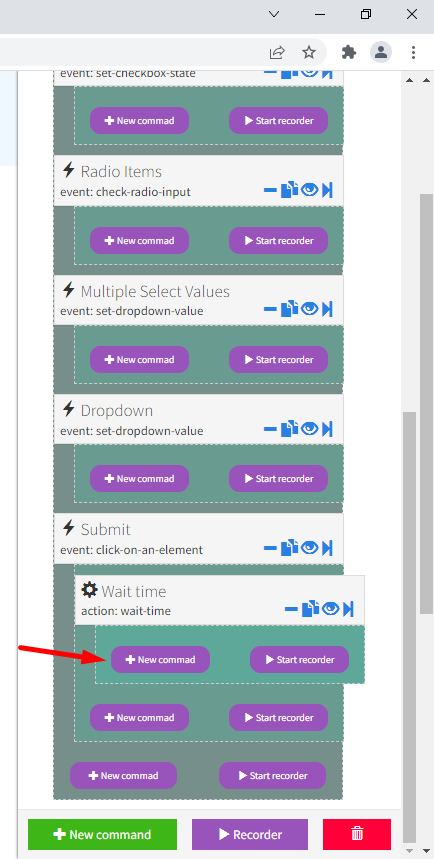 event: set-checkbox-state
New commad Start recorder
Radio Items
event: check-radio-input
New commad Start recorder
Multiple Select Values
event: set-dropdown-value
New commad Start recorder
Dropdown
event: set-dropdown-value
New commad Start recorder
Submit
event: click-on-an-element
Wait time
action: wait-time
New commad Start recorder
New commad Start recorder
New commad Start recorder
New command Recorder